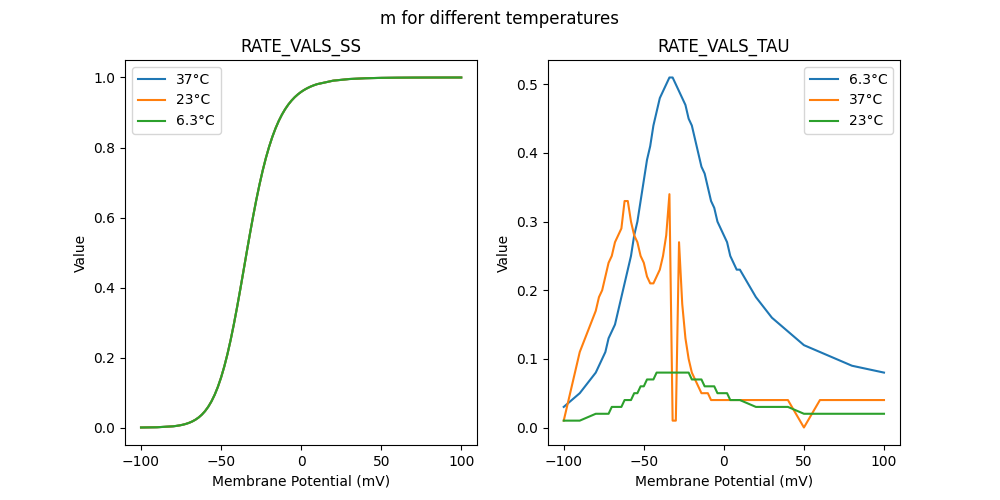 m for different temperatures
RATE_VALS_SS
RATE_VALS_TAU
1.0
0.8
0.6
0.4
0.2
0.0
Value
37°C
23°C
6.3°C
−100
−50
0
50
100
Membrane Potential (mV)
0.5
0.4
0.3
0.2
0.1
0.0
Value
6.3°C
37°C
23°C
−100
−50
0
50
100
Membrane Potential (mV)